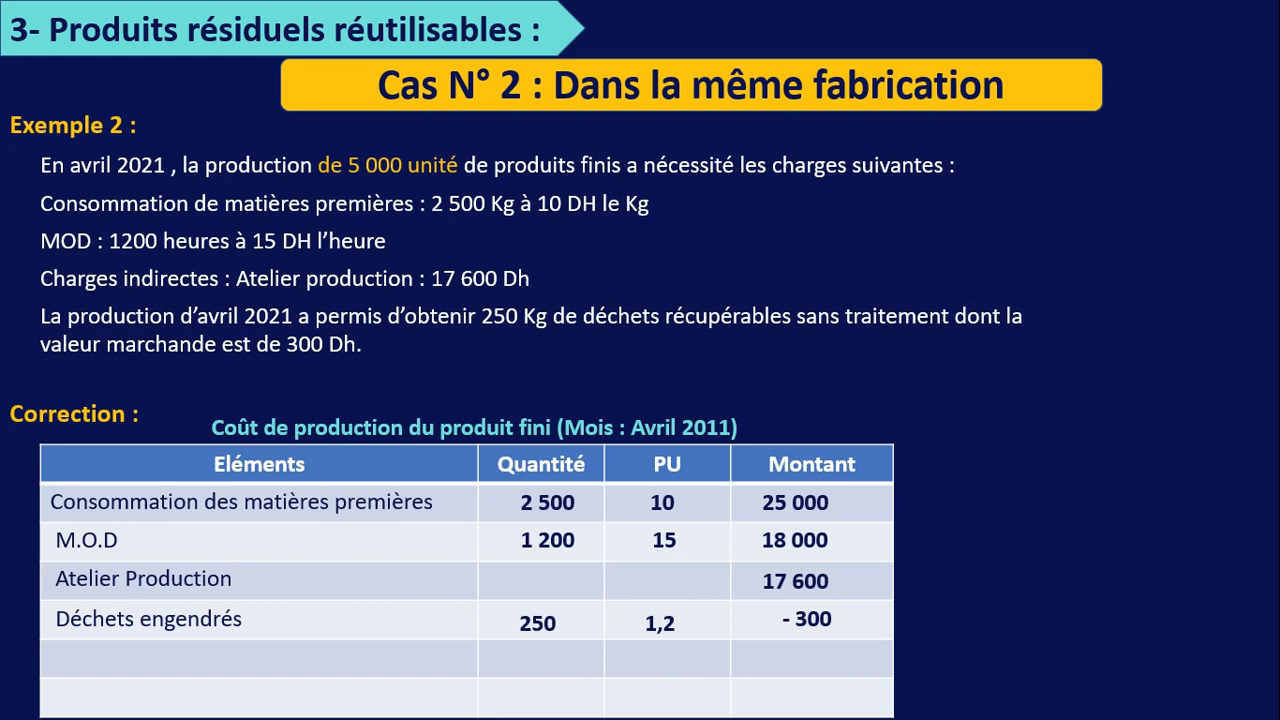 3- Produits résiduels réutilisables :
Cas N° 2 : Dans la même fabrication
Exemple 2 :
En avril 2021 , la production de 5 000 unité de produits finis a nécessité les charges suivantes :
Consommation de matières premières : 2 500 Kg à 10 DH le Kg
MOD : 1200 heures à 15 DH l’heure
Charges indirectes : Atelier production : 17 600 Dh
La production d’avril 2021 a permis d’obtenir 250 Kg de déchets récupérables sans traitement dont la
valeur marchande est de 300 Dh.
Correction :
Coût de production du produit fini (Mois : Avril 2011)
Eléments Quantité PU Montant
Consommation des matières premières 2 500 10 25 000
M.O.D 1 200 15 18 000
Atelier Production 17 600
Déchets engendrés 250 1,2 - 300